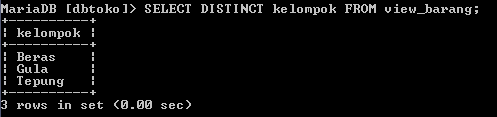 MariaDB [dbtoko]> SELECT DISTINCT kelompok FROM view_barang;
+----------+
| kelompok |
+----------+
| Beras    |
| Gula     |
| Tepung   |
+----------+
3 rows in set (0.00 sec)